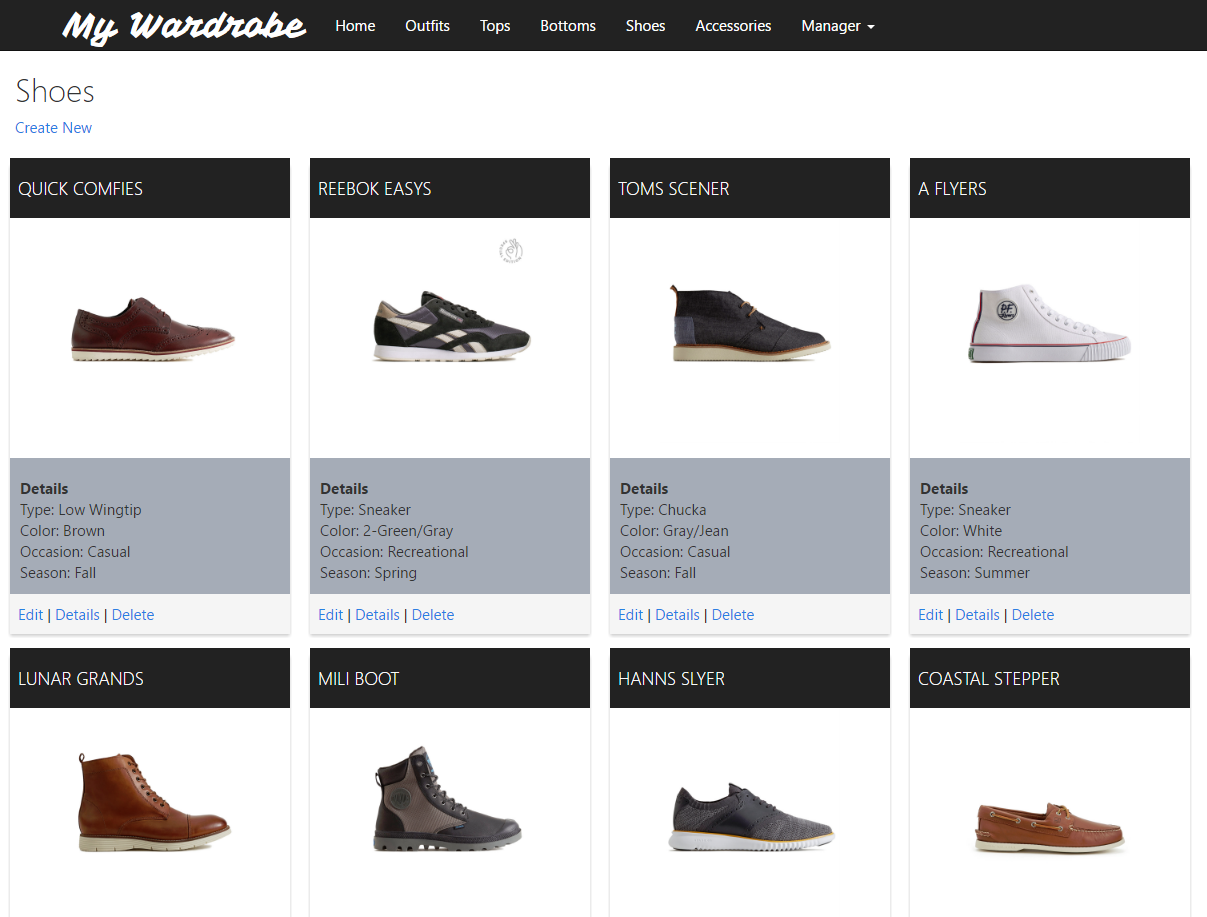 My Wardrobe Home Outfits Tops Bottoms Shoes Accessories Manager
Shoes
Create New
QUICK COMFIES
REEBOK EASYS
TOMS SCENER
A FLYERS
P.F.
Details
Type: Low Wingtip
Color: Brown
Occasion: Casual
Season: Fall
Edit | Details | Delete
Details
Type: Sneaker
Color: 2-Green/Gray
Occasion: Recreational
Season: Spring
Edit | Details | Delete
Details
Type: Chucka
Color: Gray/Jean
Occasion: Casual
Season: Fall
Edit | Details | Delete
Details
Type: Sneaker
Color: White
Occasion: Recreational
Season: Summer
Edit | Details | Delete
LUNAR GRANDS
MILI BOOT
HANNS SLYER
COASTAL STEPPER